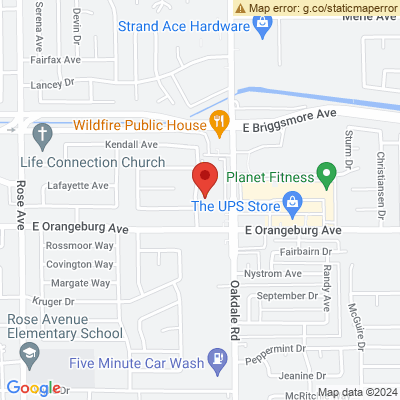 Map error: g.co/staticmaperror
Serena Ave
Devin Dr
Strand Ace Hardware
Merle Ave
Fairfax Ave
Lancey Dr
Wildfire Public House
E Briggsmore Ave
Kendall Ave
Life Connection Church
Sturm Dr
Christiansen Dr
Planet Fitness
Rose Ave
Lafayette Ave
The UPS Store
E Orangeburg Ave
E Orangeburg Ave
Rossmoor Way
Fairbairn Dr
Covington Way
Nystrom Ave
Randy Ave
Margate Way
Oakdale Rd
September Dr
Kruger Dr
McGuire Dr
Rose Avenue
Elementary School
Peppermint Dr
Five Minute Car Wash
Jeanine Dr
Google
Map data ©2024